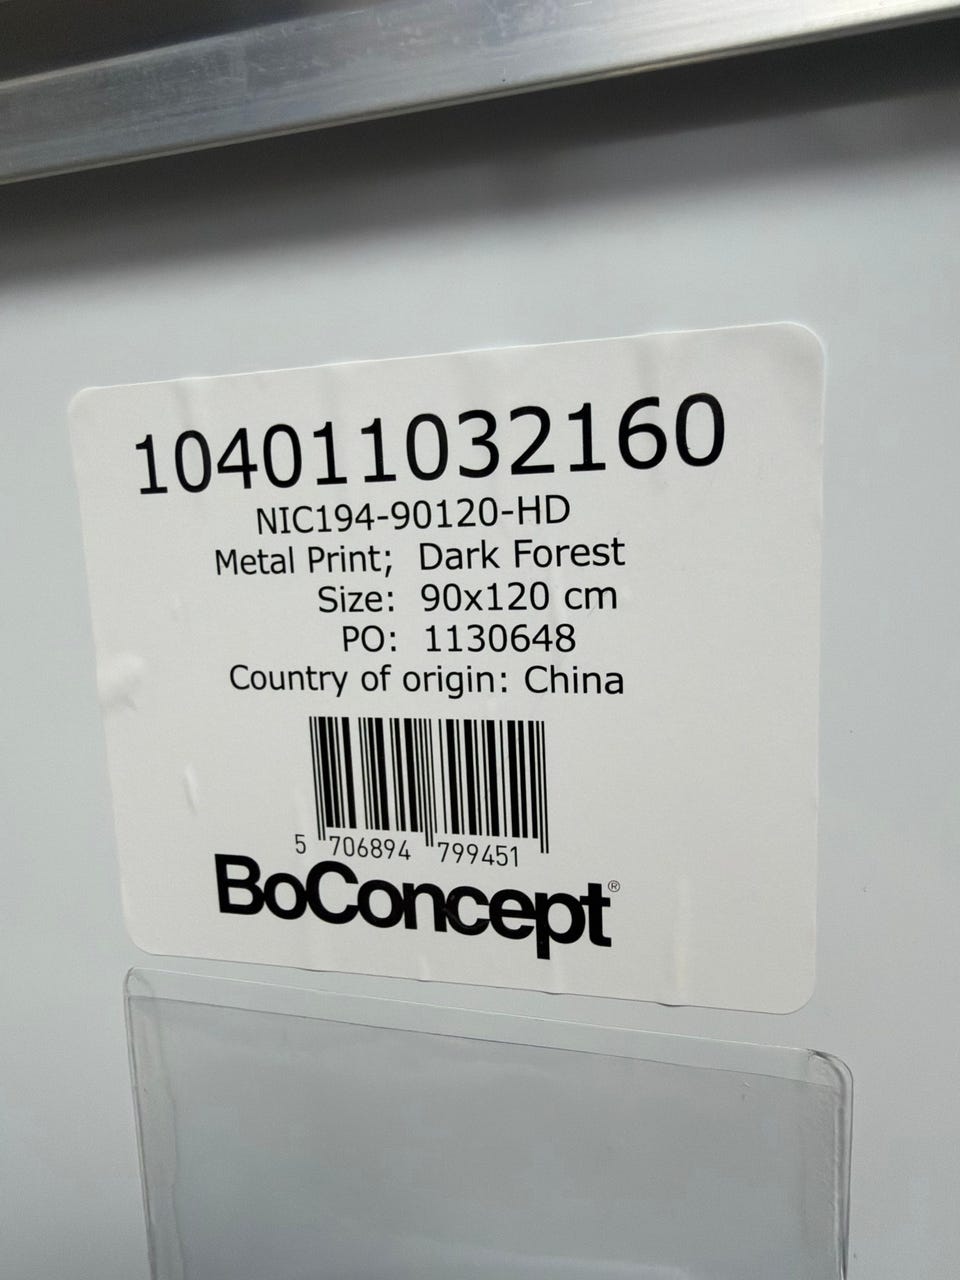 104011032160
NIC194-90120-HD
Metal Print; Dark Forest
Size: 90x120 cm
PO: 1130648
Country of origin: China
5 706894 799451
BoConcept®